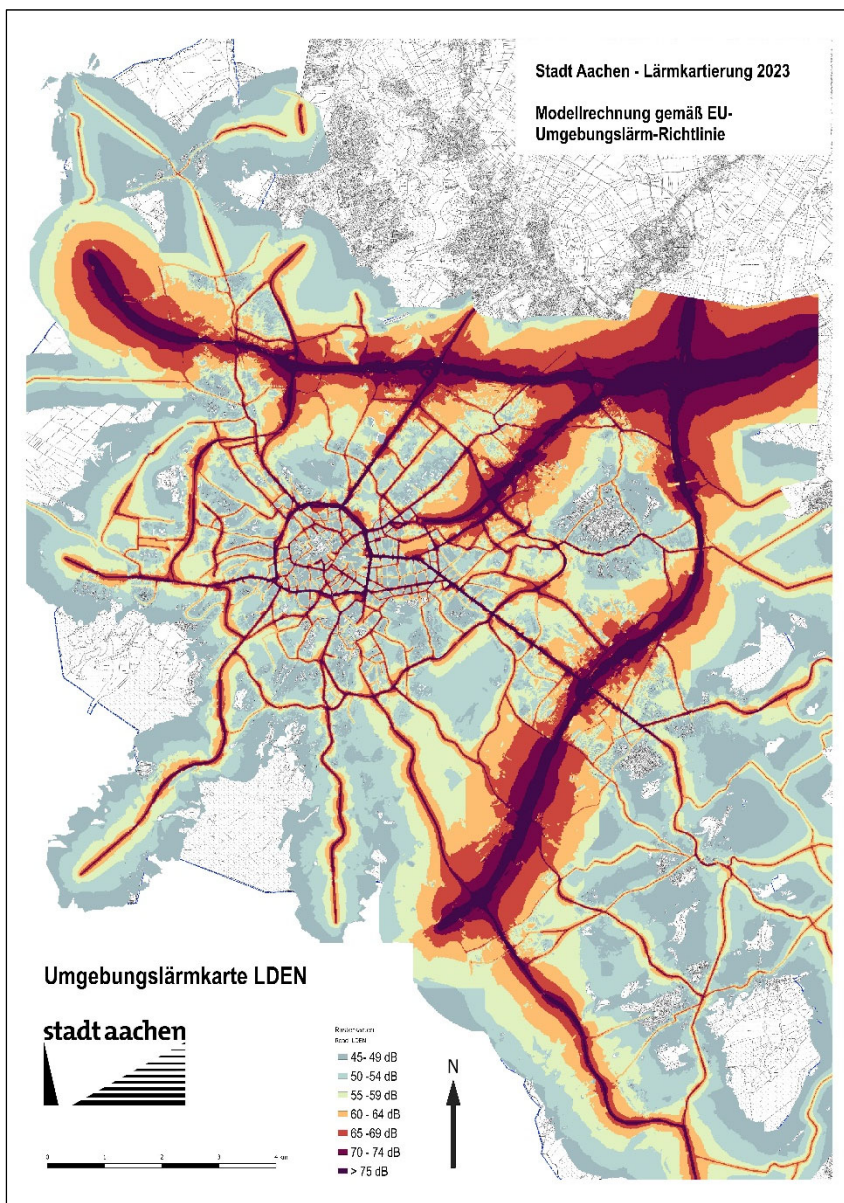 Stadt Aachen - Lärmkartierung 2023
Modellrechnung gemäß EU-
Umgebungslärm-Richtlinie
Umgebungslärmkarte LDEN
stadt aachen
Road LDEN
45- 49 dB
50 -54 dB
55 -59 dB
60 - 64 dB
65 -69 dB
70 - 74 dB
> 75 dB
N
0 1 2 3 4 km